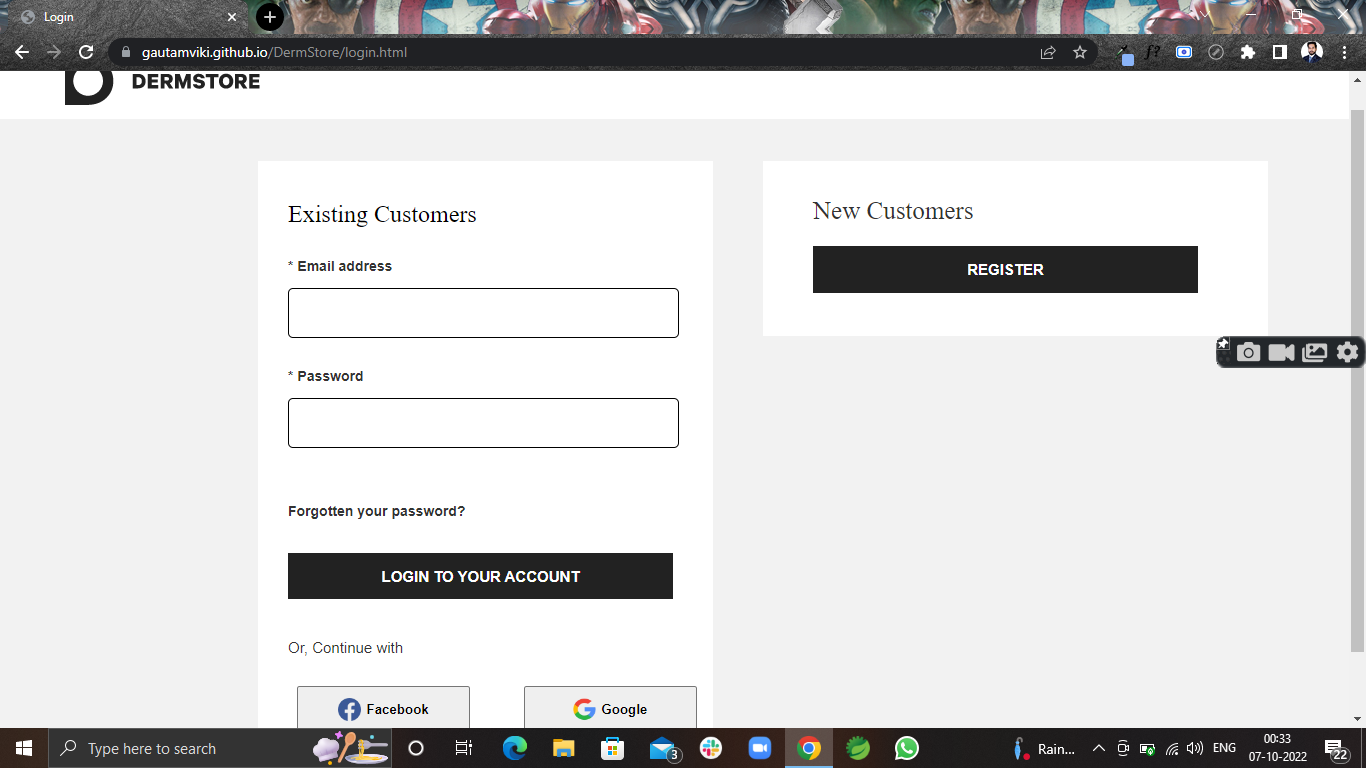 Login
gautamviki.github.io/DermStore/login.html
f?
DERMSTORE
Existing Customers
* Email address
* Password
Forgotten your password?
LOGIN TO YOUR ACCOUNT
Or, Continue with
Facebook
Google
New Customers
REGISTER
Type here to search
3
Rain...
ENG
00:33
07-10-2022
22